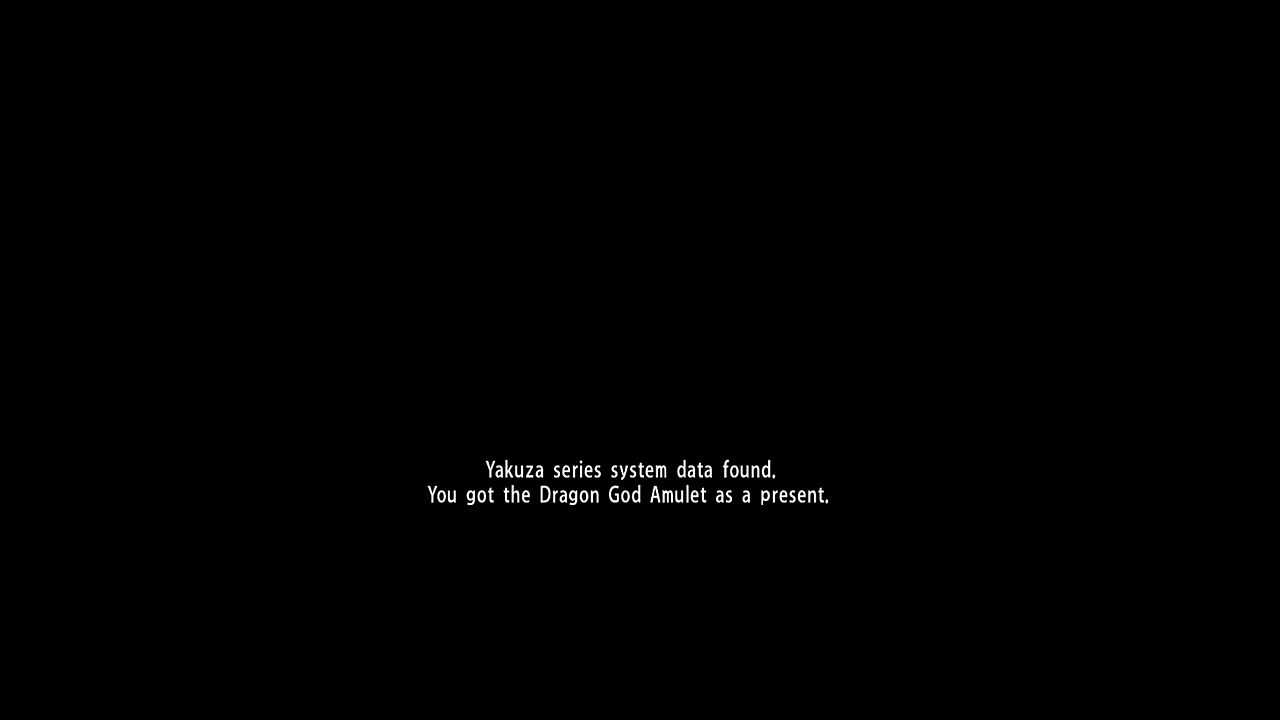 Yakuza series system data found.
You got the Dragon God Amulet as a present.